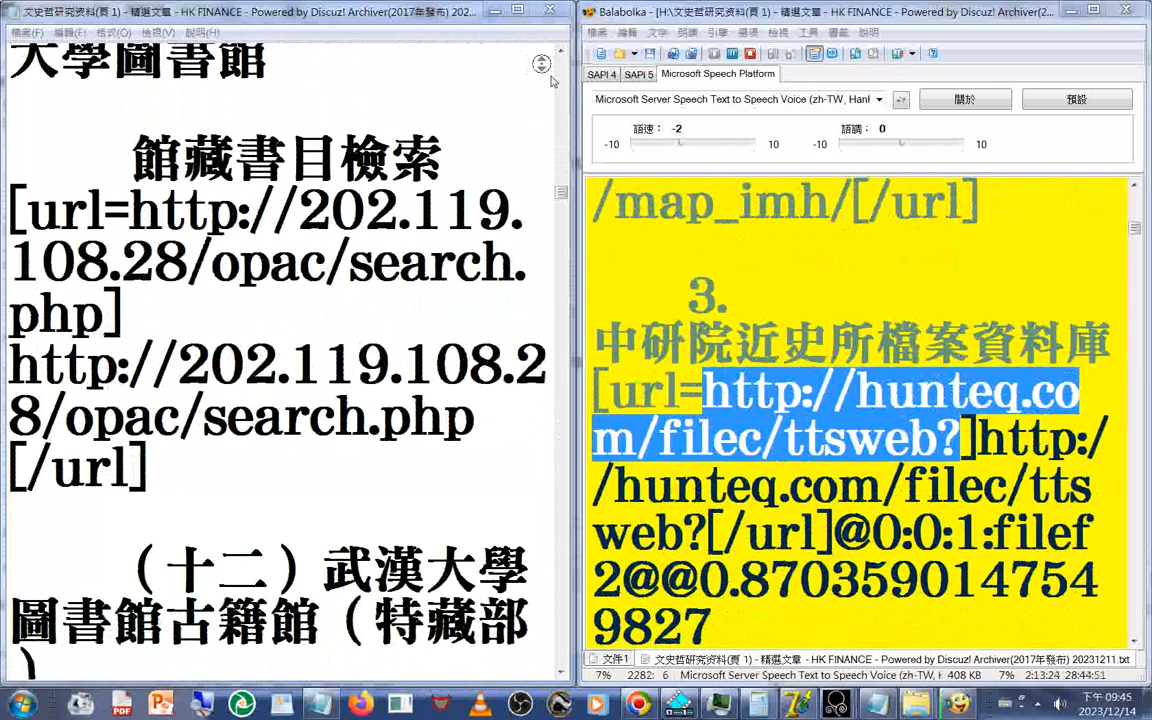 文史哲研究资料(頁 1) - 精選文章 - HK FINANCE - Powered by Discuz! Archiver(2017年發布) 202...
檔案(F) 編輯(E) 格式(O) 檢視(V) 說明(H)
大學圖書館
館藏書目檢索
[url=http://202.119.
108.28/opac/search.
php]
http://202.119.108.2
8/opac/search.php
[/url]
（十二）武漢大學
圖書館古籍館（特藏部
）
Balabolka - [H:\文史哲研究资料(頁 1) - 精選文章 - HK FINANCE - Powered by Discuz! Archiver(2...
檔案 編輯 文字 朗讀 引擎 選項 檢視 工具 書籤 說明
SAPI 4 SAPI 5 Microsoft Speech Platform
Microsoft Server Speech Text to Speech Voice (zh-TW, Hanl
關於 預設
語速： -2 語調： 0
-10 10 -10 10
/map_imh/[/url]
3.
中研院近史所檔案資料庫
[url=http://hunteq.co
m/filec/ttsweb?]http:/
/hunteq.com/filec/tts
web?[/url]@0:0:1:filef
2@@0.870359014754
9827
文件1 文史哲研究资料(頁 1) - 精選文章 - HK FINANCE - Powered by Discuz! Archiver(2017年發布) 20231211.txt
7% 2282: 6 Microsoft Server Speech Text to Speech Voice (zh-TW, Ha 408 KB 7% 2:13:24 28:44:51
PDF
下午 09:45
2023/12/14